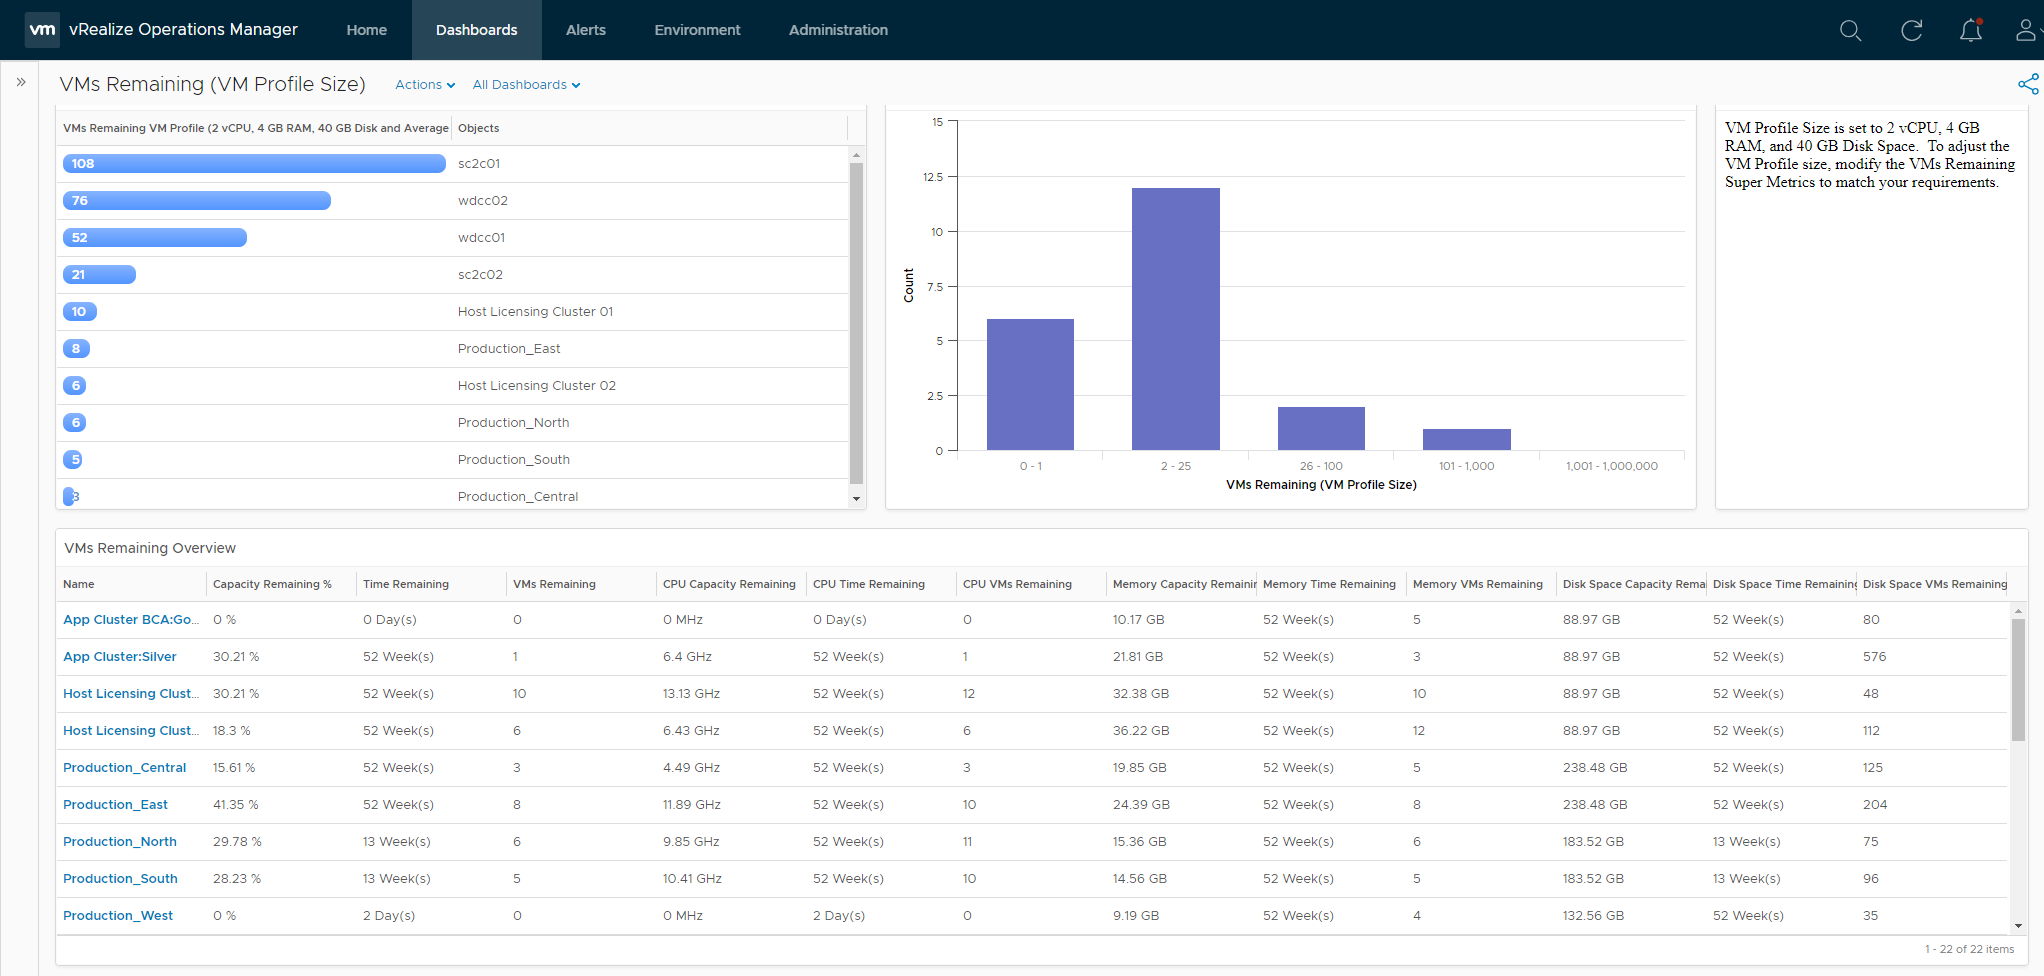 vm vRealize Operations Manager Home Dashboards Alerts Environment Administration
VMs Remaining (VM Profile Size) Actions All Dashboards
VMs Remaining VM Profile (2 vCPU, 4 GB RAM, 40 GB Disk and Average Objects
108 sc2c01
76 wdcc02
52 wdcc01
21 sc2c02
10 Host Licensing Cluster 01
8 Production_East
6 Host Licensing Cluster 02
6 Production_North
5 Production_South
3 Production_Central
15
12.5
10
7.5
5
2.5
0
Count
0 - 1 2 - 25 26 - 100 101 - 1,000 1,001 - 1,000,000
VMs Remaining (VM Profile Size)
VM Profile Size is set to 2 vCPU, 4 GB
RAM, and 40 GB Disk Space. To adjust the
VM Profile size, modify the VMs Remaining
Super Metrics to match your requirements.
VMs Remaining Overview
Name Capacity Remaining % Time Remaining VMs Remaining CPU Capacity Remaining CPU Time Remaining CPU VMs Remaining Memory Capacity Remainin Memory Time Remaining Memory VMs Remaining Disk Space Capacity Rema Disk Space Time Remaining Disk Space VMs Remaining
App Cluster BCA:Go... 0 % 0 Day(s) 0 0 MHz 0 Day(s) 0 10.17 GB 52 Week(s) 5 88.97 GB 52 Week(s) 80
App Cluster:Silver 30.21 % 52 Week(s) 1 6.4 GHz 52 Week(s) 1 21.81 GB 52 Week(s) 3 88.97 GB 52 Week(s) 576
Host Licensing Clust... 30.21 % 52 Week(s) 10 13.13 GHz 52 Week(s) 12 32.38 GB 52 Week(s) 10 88.97 GB 52 Week(s) 48
Host Licensing Clust... 18.3 % 52 Week(s) 6 6.43 GHz 52 Week(s) 6 36.22 GB 52 Week(s) 12 88.97 GB 52 Week(s) 112
Production_Central 15.61 % 52 Week(s) 3 4.49 GHz 52 Week(s) 3 19.85 GB 52 Week(s) 5 238.48 GB 52 Week(s) 125
Production_East 41.35 % 52 Week(s) 8 11.89 GHz 52 Week(s) 10 24.39 GB 52 Week(s) 8 238.48 GB 52 Week(s) 204
Production_North 29.78 % 13 Week(s) 6 9.85 GHz 52 Week(s) 11 15.36 GB 52 Week(s) 6 183.52 GB 13 Week(s) 75
Production_South 28.23 % 13 Week(s) 5 10.41 GHz 52 Week(s) 10 14.56 GB 52 Week(s) 5 183.52 GB 13 Week(s) 96
Production_West 0 % 2 Day(s) 0 0 MHz 2 Day(s) 0 9.19 GB 52 Week(s) 4 132.56 GB 52 Week(s) 35
1 - 22 of 22 items